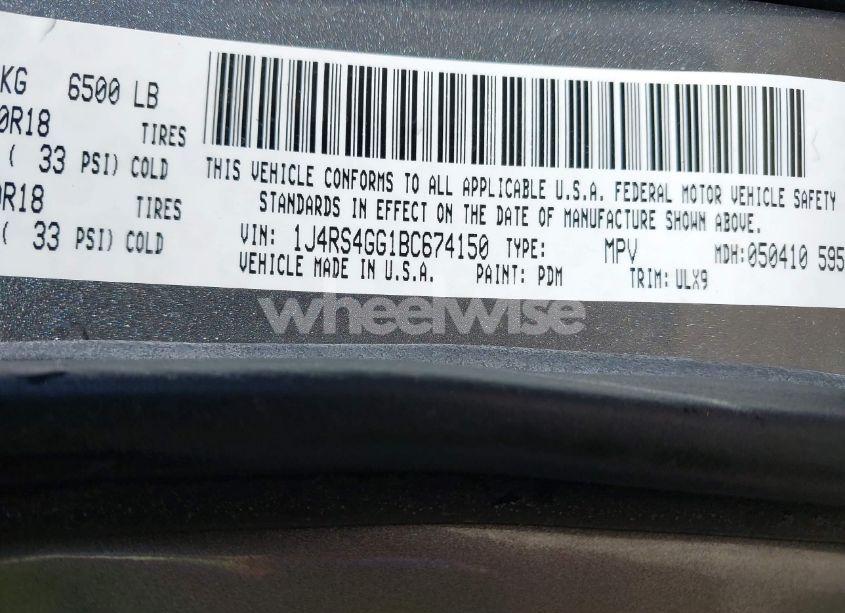 KG 6500 LB
0R18 TIRES
( 33 PSI) COLD
0R18 TIRES
( 33 PSI) COLD
THIS VEHICLE CONFORMS TO ALL APPLICABLE U.S.A. FEDERAL MOTOR VEHICLE SAFETY
STANDARDS IN EFFECT ON THE DATE OF MANUFACTURE SHOWN ABOVE.
VIN: 1J4RS4GG1BC674150 TYPE: MPV MDH: 050410 595
VEHICLE MADE IN U.S.A. PAINT: PDM TRIM: ULX9
wheelwise